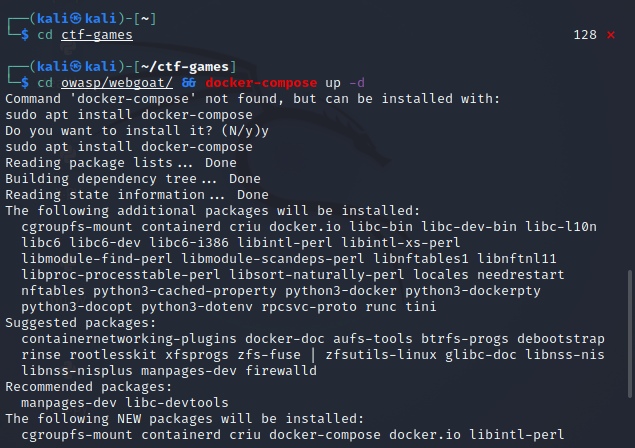 ┌──(kali㉿kali)-[~]
└─$ cd ctf-games 128 ⨯
┌──(kali㉿kali)-[~/ctf-games]
└─$ cd owasp/webgoat/ && docker-compose up -d
Command 'docker-compose' not found, but can be installed with:
sudo apt install docker-compose
Do you want to install it? (N/y)y
sudo apt install docker-compose
Reading package lists... Done
Building dependency tree... Done
Reading state information... Done
The following additional packages will be installed:
cgroupfs-mount containerd criu docker.io libc-bin libc-dev-bin libc-l10n
libc6 libc6-dev libc6-i386 libintl-perl libintl-xs-perl
libmodule-find-perl libmodule-scandeps-perl libnftables1 libnftnl11
libproc-processtable-perl libsort-naturally-perl locales needrestart
nftables python3-cached-property python3-docker python3-dockerpty
python3-docopt python3-dotenv rpcsvc-proto runc tini
Suggested packages:
containernetworking-plugins docker-doc aufs-tools btrfs-progs debootstrap
rinse rootlesskit xfsprogs zfs-fuse | zfsutils-linux glibc-doc libnss-nis
libnss-nisplus manpages-dev firewalld
Recommended packages:
manpages-dev libc-devtools
The following NEW packages will be installed:
cgroupfs-mount containerd criu docker-compose docker.io libintl-perl